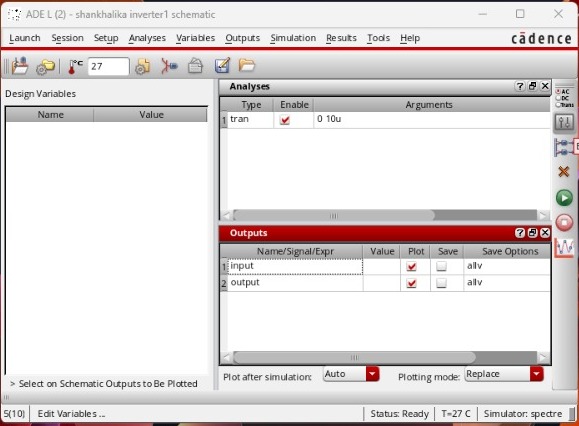 ADE L (2) - shankhalika inverter1 schematic
Launch Session Setup Analyses Variables Outputs Simulation Results Tools Help
cādence
27
Design Variables
Name Value
Analyses
Type Enable Arguments
1 tran 0 10u
AC
DC
Trans
Outputs
Name/Signal/Expr Value Plot Save Save Options
1 input allv
2 output allv
> Select on Schematic Outputs to Be Plotted
Plot after simulation: Auto Plotting mode: Replace
5(10) Edit Variables ... Status: Ready T=27 C Simulator: spectre